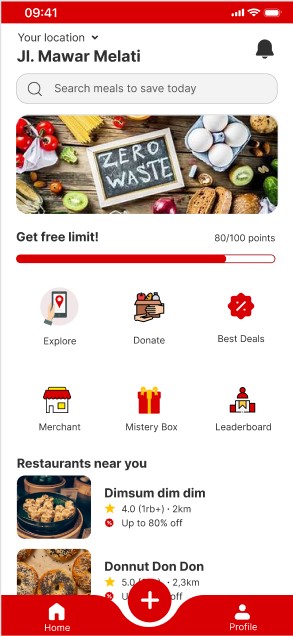 09:41
Your location
Jl. Mawar Melati
Search meals to save today
ZERO
WASTE
Get free limit!
80/100 points
Explore
Donate
Best Deals
Merchant
Mistery Box
Leaderboard
Restaurants near you
Dimsum dim dim
4.0 (1rb+) • 2km
Up to 80% off
Donnut Don Don
5.0 • 2,3km
Up off
Home
Profile